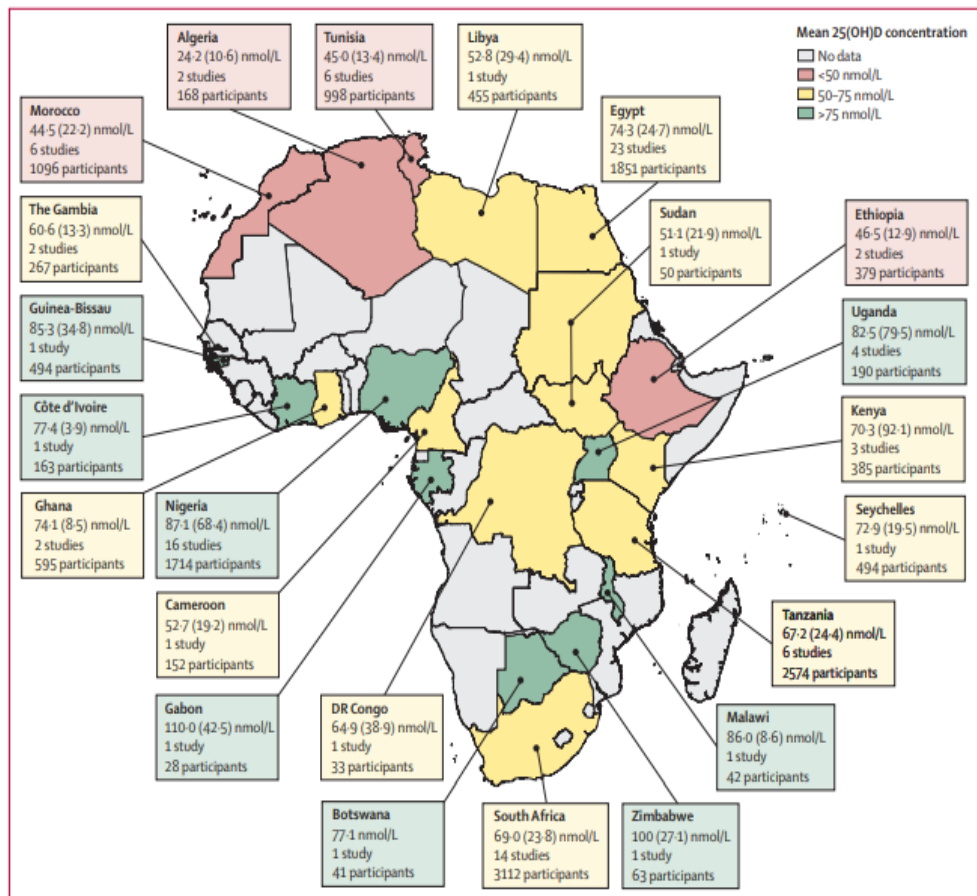 Mean 25(OH)D concentration
No data
<50 nmol/L
50–75 nmol/L
>75 nmol/L
Algeria
24·2 (10·6) nmol/L
2 studies
168 participants
Tunisia
45·0 (13·4) nmol/L
6 studies
998 participants
Libya
52·8 (29·4) nmol/L
1 study
455 participants
Egypt
74·3 (24·7) nmol/L
23 studies
1851 participants
Morocco
44·5 (22·2) nmol/L
6 studies
1096 participants
The Gambia
60·6 (13·3) nmol/L
2 studies
267 participants
Sudan
51·1 (21·9) nmol/L
1 study
50 participants
Ethiopia
46·5 (12·9) nmol/L
2 studies
379 participants
Guinea-Bissau
85·3 (34·8) nmol/L
1 study
494 participants
Uganda
82·5 (79·5) nmol/L
4 studies
190 participants
Côte d'Ivoire
77·4 (3·9) nmol/L
1 study
163 participants
Kenya
70·3 (92·1) nmol/L
3 studies
385 participants
Ghana
74·1 (8·5) nmol/L
2 studies
595 participants
Nigeria
87·1 (68·4) nmol/L
16 studies
1714 participants
Seychelles
72·9 (19·5) nmol/L
1 study
494 participants
Cameroon
52·7 (19·2) nmol/L
1 study
152 participants
Tanzania
67·2 (24·4) nmol/L
6 studies
2574 participants
Gabon
110·0 (42·5) nmol/L
1 study
28 participants
DR Congo
64·9 (38·9) nmol/L
1 study
33 participants
Malawi
86·0 (8·6) nmol/L
1 study
42 participants
Botswana
77·1 nmol/L
1 study
41 participants
South Africa
69·0 (23·8) nmol/L
14 studies
3112 participants
Zimbabwe
100 (27·1) nmol/L
1 study
63 participants